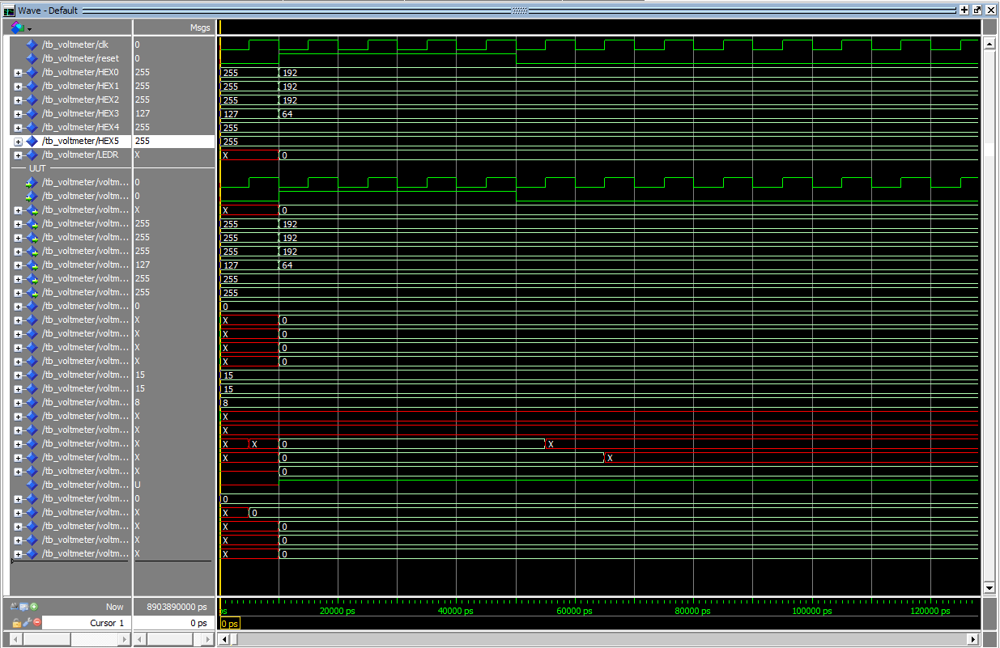 Wave - Default
Msgs
/tb_voltmeter/clk 0
/tb_voltmeter/reset 0
/tb_voltmeter/HEX0 255 255 192
/tb_voltmeter/HEX1 255 255 192
/tb_voltmeter/HEX2 255 255 192
/tb_voltmeter/HEX3 127 127 64
/tb_voltmeter/HEX4 255 255
/tb_voltmeter/HEX5 255 255
/tb_voltmeter/LEDR X X 0
UUT
/tb_voltmeter/voltm... 0
/tb_voltmeter/voltm... 0
/tb_voltmeter/voltm... X X 0
/tb_voltmeter/voltm... 255 255 192
/tb_voltmeter/voltm... 255 255 192
/tb_voltmeter/voltm... 255 255 192
/tb_voltmeter/voltm... 127 127 64
/tb_voltmeter/voltm... 255 255
/tb_voltmeter/voltm... 255 255
/tb_voltmeter/voltm... 0 0
/tb_voltmeter/voltm... X X 0
/tb_voltmeter/voltm... X X 0
/tb_voltmeter/voltm... X X 0
/tb_voltmeter/voltm... X X 0
/tb_voltmeter/voltm... 15 15
/tb_voltmeter/voltm... 15 15
/tb_voltmeter/voltm... 8 8
/tb_voltmeter/voltm... X X
/tb_voltmeter/voltm... X X
/tb_voltmeter/voltm... X X X 0 X
/tb_voltmeter/voltm... X X 0 X
/tb_voltmeter/voltm... X 0
/tb_voltmeter/voltm... U
/tb_voltmeter/voltm... 0 0
/tb_voltmeter/voltm... X X 0
/tb_voltmeter/voltm... X X 0
/tb_voltmeter/voltm... X X 0
/tb_voltmeter/voltm... X X 0
Now 8903890000 ps ps 20000 ps 40000 ps 60000 ps 80000 ps 100000 ps 120000 ps
Cursor 1 0 ps 0 ps